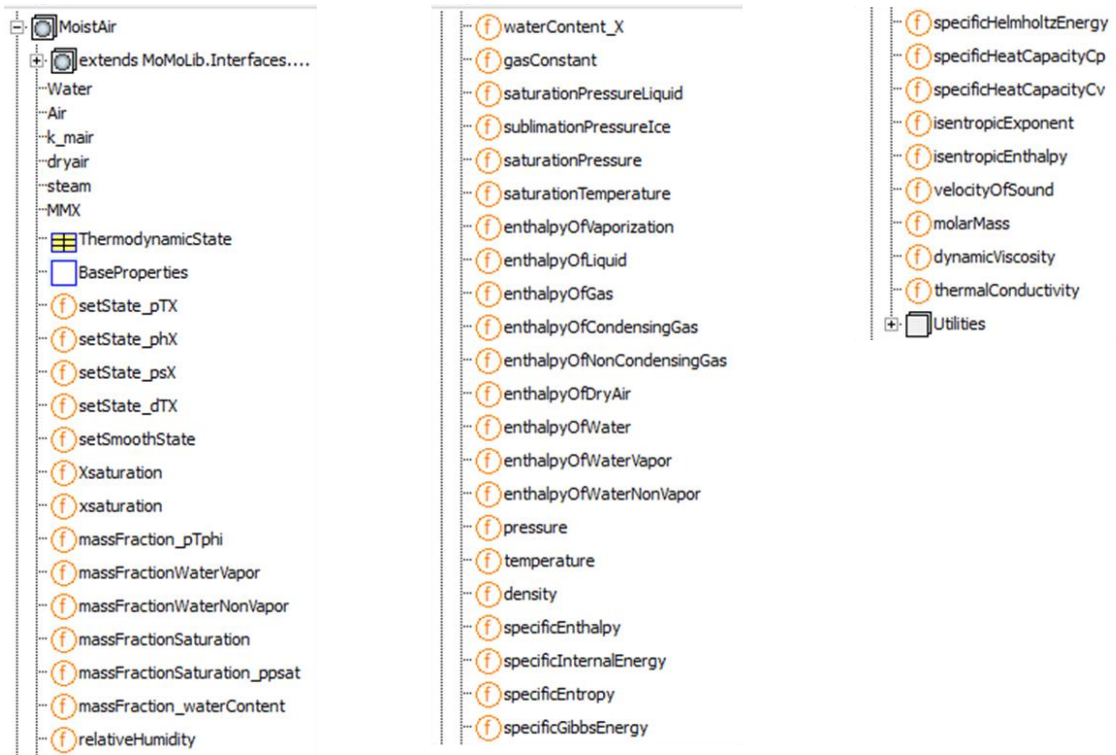 MoistAir
extends MoMoLib.Interfaces....
Water
Air
k_mair
dryair
steam
MMX
ThermodynamicState
BaseProperties
f setState_pTX
f setState_phX
f setState_psX
f setState_dTX
f setSmoothState
f Xsaturation
f xsaturation
f massFraction_pTphi
f massFractionWaterVapor
f massFractionWaterNonVapor
f massFractionSaturation
f massFractionSaturation_ppsat
f massFraction_waterContent
f relativeHumidity
f waterContent_X
f gasConstant
f saturationPressureLiquid
f sublimationPressureIce
f saturationPressure
f saturationTemperature
f enthalpyOfVaporization
f enthalpyOfLiquid
f enthalpyOfGas
f enthalpyOfCondensingGas
f enthalpyOfNonCondensingGas
f enthalpyOfDryAir
f enthalpyOfWater
f enthalpyOfWaterVapor
f enthalpyOfWaterNonVapor
f pressure
f temperature
f density
f specificEnthalpy
f specificInternalEnergy
f specificEntropy
f specificGibbsEnergy
f specificHelmholtzEnergy
f specificHeatCapacityCp
f specificHeatCapacityCv
f isentropicExponent
f isentropicEnthalpy
f velocityOfSound
f molarMass
f dynamicViscosity
f thermalConductivity
Utilities